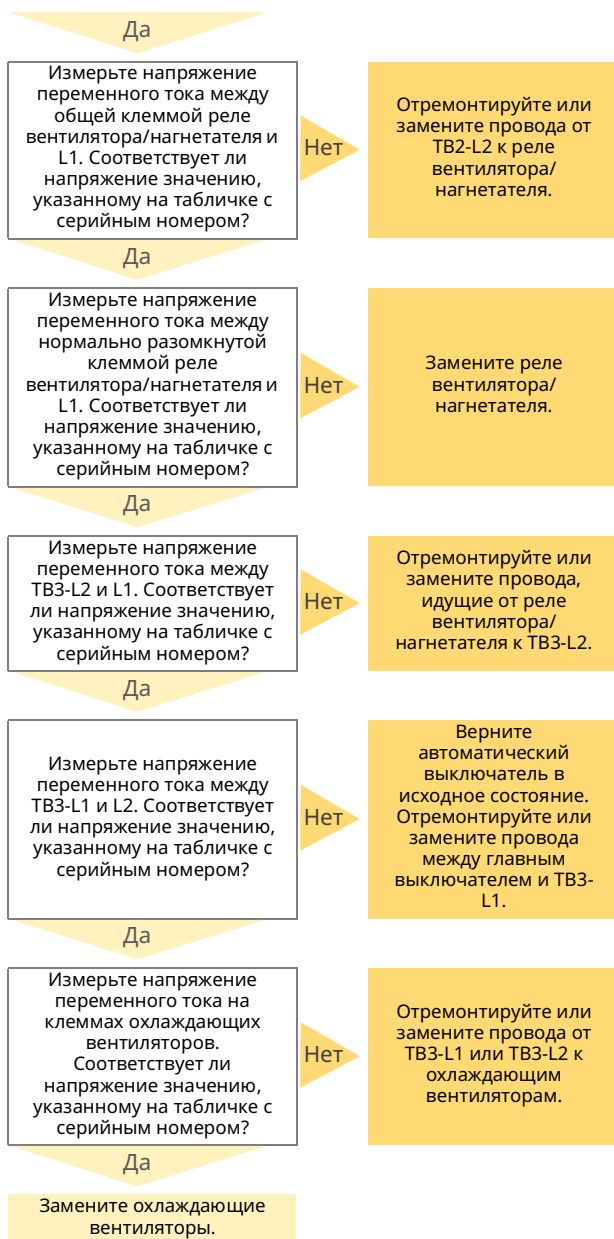 Да
Измерьте напряжение
переменного тока между
общей клеммой реле
вентилятора/нагнетателя и
L1. Соответствует ли
напряжение значению,
указанному на табличке с
серийным номером?
Нет
Отремонтируйте или
замените провода от
TB2-L2 к реле
вентилятора/
нагнетателя.
Да
Измерьте напряжение
переменного тока между
нормально разомкнутой
клеммой реле
вентилятора/нагнетателя и
L1. Соответствует ли
напряжение значению,
указанному на табличке с
серийным номером?
Нет
Замените реле
вентилятора/
нагнетателя.
Да
Измерьте напряжение
переменного тока между
TB3-L2 и L1. Соответствует
ли напряжение значению,
указанному на табличке с
серийным номером?
Нет
Отремонтируйте или
замените провода,
идущие от реле
вентилятора/
нагнетателя к TB3-L2.
Да
Измерьте напряжение
переменного тока между
TB3-L1 и L2. Соответствует
ли напряжение значению,
указанному на табличке с
серийным номером?
Нет
Верните
автоматический
выключатель в
исходное состояние.
Отремонтируйте или
замените провода
между главным
выключателем и TB3-
L1.
Да
Измерьте напряжение
переменного тока на
клеммах охлаждающих
вентиляторов.
Соответствует ли
напряжение значению,
указанному на табличке с
серийным номером?
Нет
Отремонтируйте или
замените провода от
TB3-L1 или TB3-L2 к
охлаждающим
вентиляторам.
Да
Замените охлаждающие
вентиляторы.